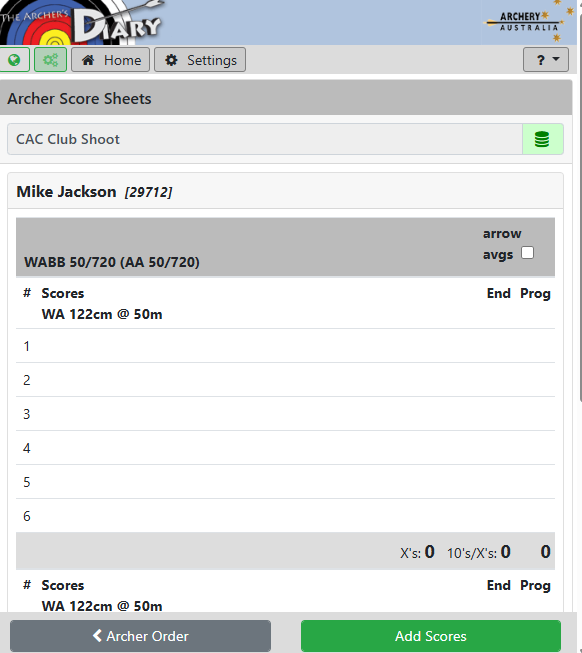 THE ARCHER'S DIARY
ARCHERY
AUSTRALIA
Home Settings ?
Archer Score Sheets
CAC Club Shoot
Mike Jackson [29712]
arrow
avgs
WABB 50/720 (AA 50/720)
# Scores End Prog
WA 122cm @ 50m
1
2
3
4
5
6
X's: 0 10's/X's: 0 0
# Scores End Prog
WA 122cm @ 50m
Archer Order Add Scores